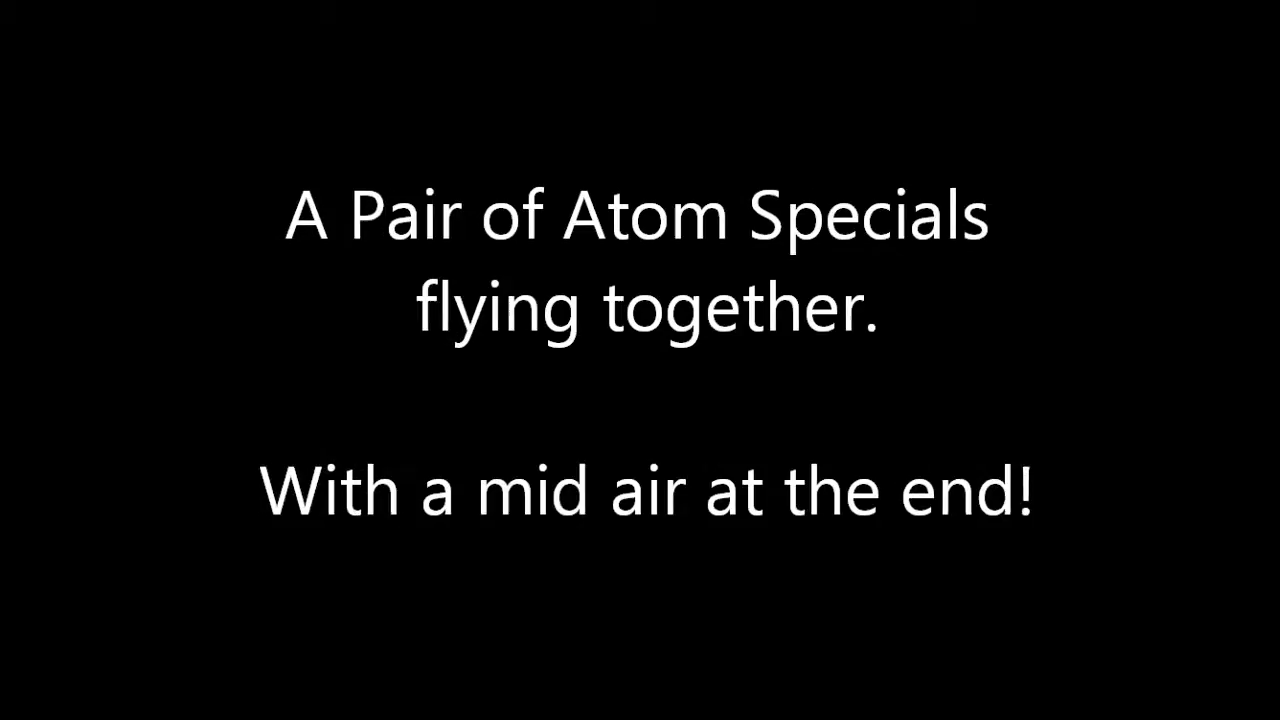 A Pair of Atom Specials
flying together.
With a mid air at the end!